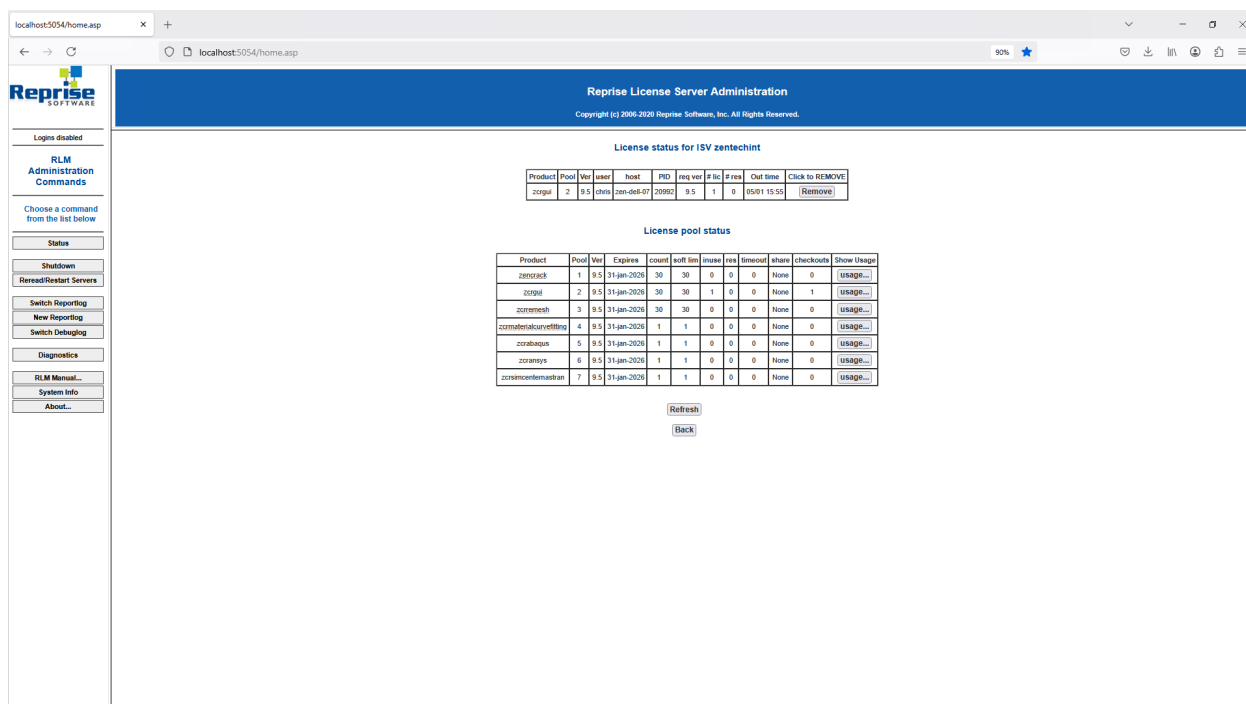 localhost:5054/home.asp
localhost:5054/home.asp
90%
Reprise
SOFTWARE
Logins disabled
RLM
Administration
Commands
Choose a command
from the list below
Status
Shutdown
Reread/Restart Servers
Switch Reportlog
New Reportlog
Switch Debuglog
Diagnostics
RLM Manual...
System Info
About...
Reprise License Server Administration
Copyright (c) 2006-2020 Reprise Software, Inc. All Rights Reserved.
License status for ISV zentechint
Product Pool Ver user host PID req ver # lic # res Out time Click to REMOVE
zcrgui 2 9.5 chris zen-dell-07 20992 9.5 1 0 05/01 15:55 Remove
License pool status
Product Pool Ver Expires count soft lim inuse res timeout share checkouts Show Usage
zencrack 1 9.5 31-jan-2026 30 30 0 0 0 None 0 usage...
zcrgui 2 9.5 31-jan-2026 30 30 1 0 0 None 1 usage...
zcrremesh 3 9.5 31-jan-2026 30 30 0 0 0 None 0 usage...
zcrmaterialcurvefitting 4 9.5 31-jan-2026 1 1 0 0 0 None 0 usage...
zcrabaqus 5 9.5 31-jan-2026 1 1 0 0 0 None 0 usage...
zcransys 6 9.5 31-jan-2026 1 1 0 0 0 None 0 usage...
zcrsimcenternastran 7 9.5 31-jan-2026 1 1 0 0 0 None 0 usage...
Refresh
Back